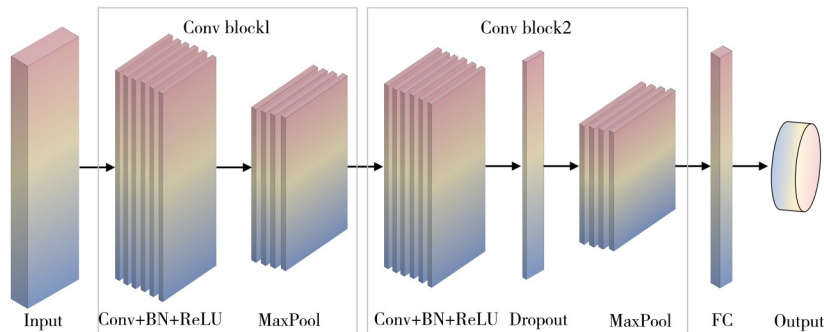 Conv block1
Conv block2
Input
Conv+BN+ReLU
MaxPool
Conv+BN+ReLU
Dropout
MaxPool
FC
Output